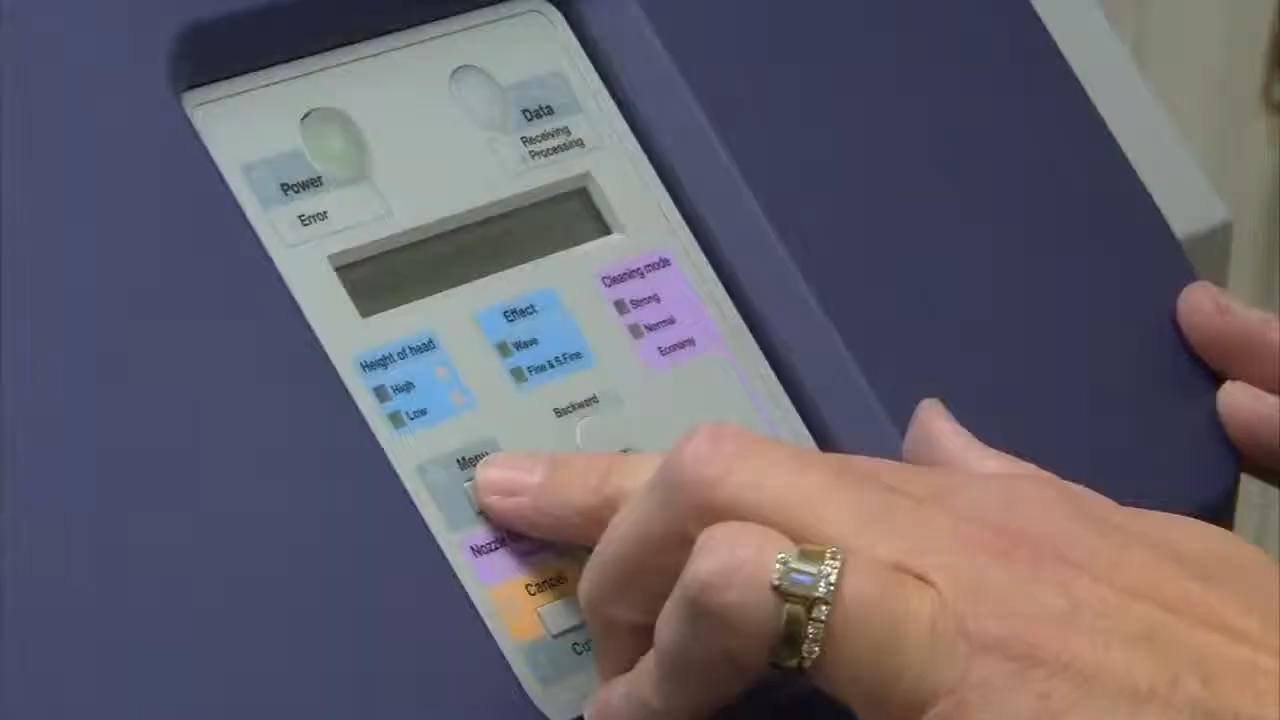 Data
Receiving
Processing
Power
Error
Cleaning mode
Strong
Normal
Economy
Effect
Wave
Fine & S.Fine
Height of head
High
Low
Backward
Menu
Cancel